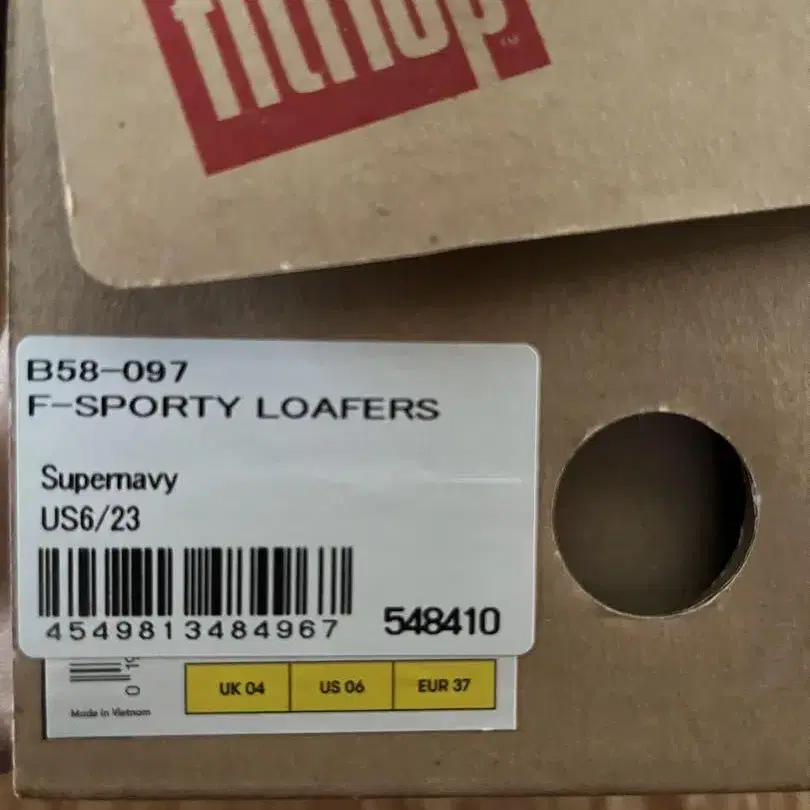 fitflop
B58-097
F-SPORTY LOAFERS
Supernavy
US6/23
4549813484967
548410
UK 04
US 06
EUR 37
Made in Vietnam